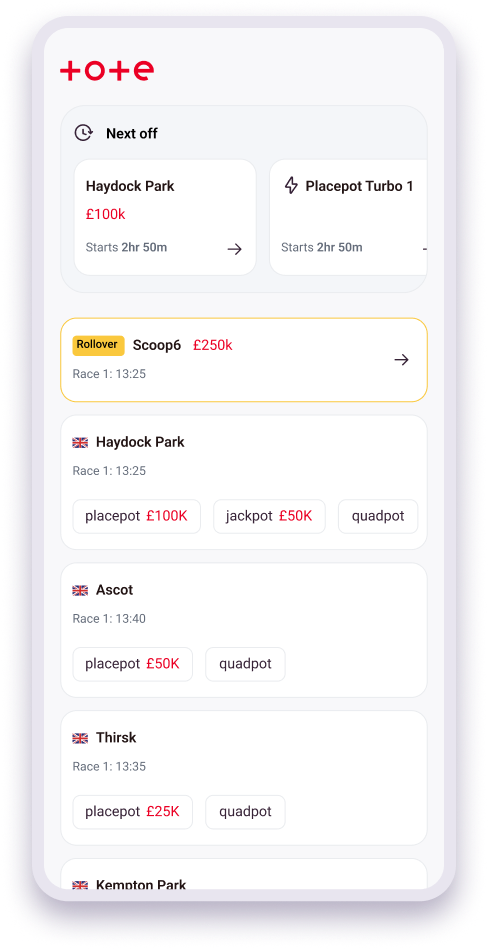 tote
Next off
Haydock Park
£100k
Starts 2hr 50m
Placepot Turbo 1
Starts 2hr 50m
Rollover Scoop6 £250k
Race 1: 13:25
Haydock Park
Race 1: 13:25
placepot £100K jackpot £50K quadpot
Ascot
Race 1: 13:40
placepot £50K quadpot
Thirsk
Race 1: 13:35
placepot £25K quadpot
Kempton Park